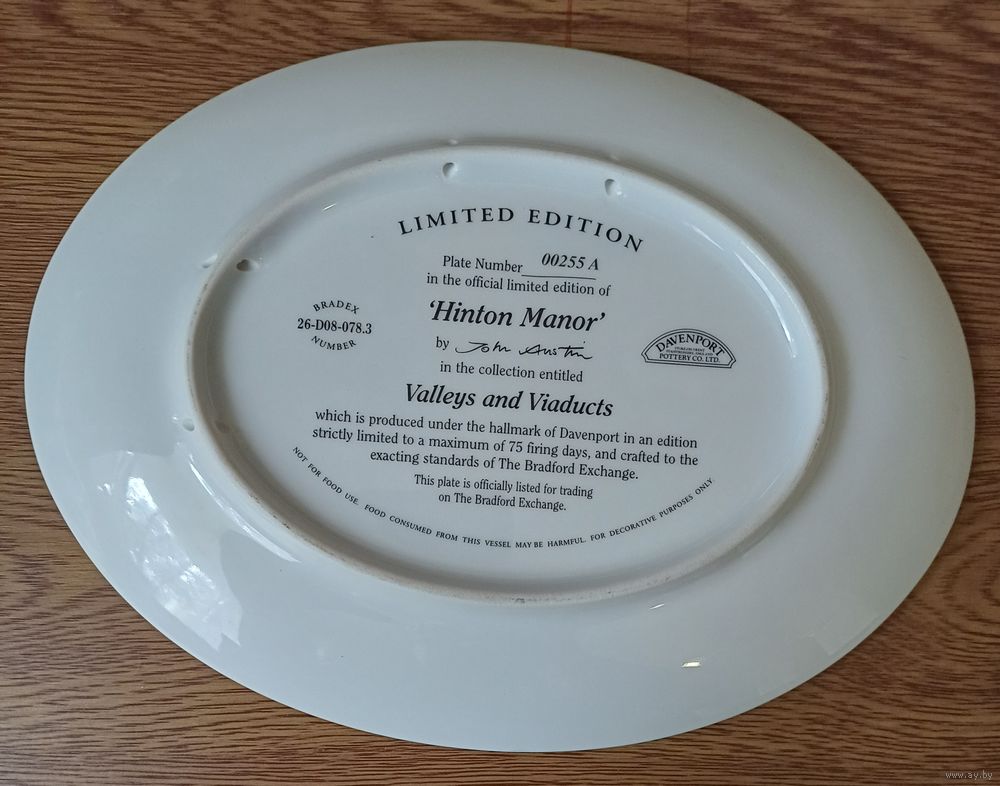 LIMITED EDITION
Plate Number 00255 A
in the official limited edition of
'Hinton Manor'
by John Austin
in the collection entitled
Valleys and Viaducts
which is produced under the hallmark of Davenport in an edition
strictly limited to a maximum of 75 firing days, and crafted to the
exacting standards of The Bradford Exchange.
This plate is officially listed for trading
on The Bradford Exchange.
NOT FOR FOOD USE. FOOD CONSUMED FROM THIS VESSEL MAY BE HARMFUL. FOR DECORATIVE PURPOSES ONLY.
BRADEX
26-D08-078.3
NUMBER
DAVENPORT
POTTERY CO. LTD.
www.ay.by